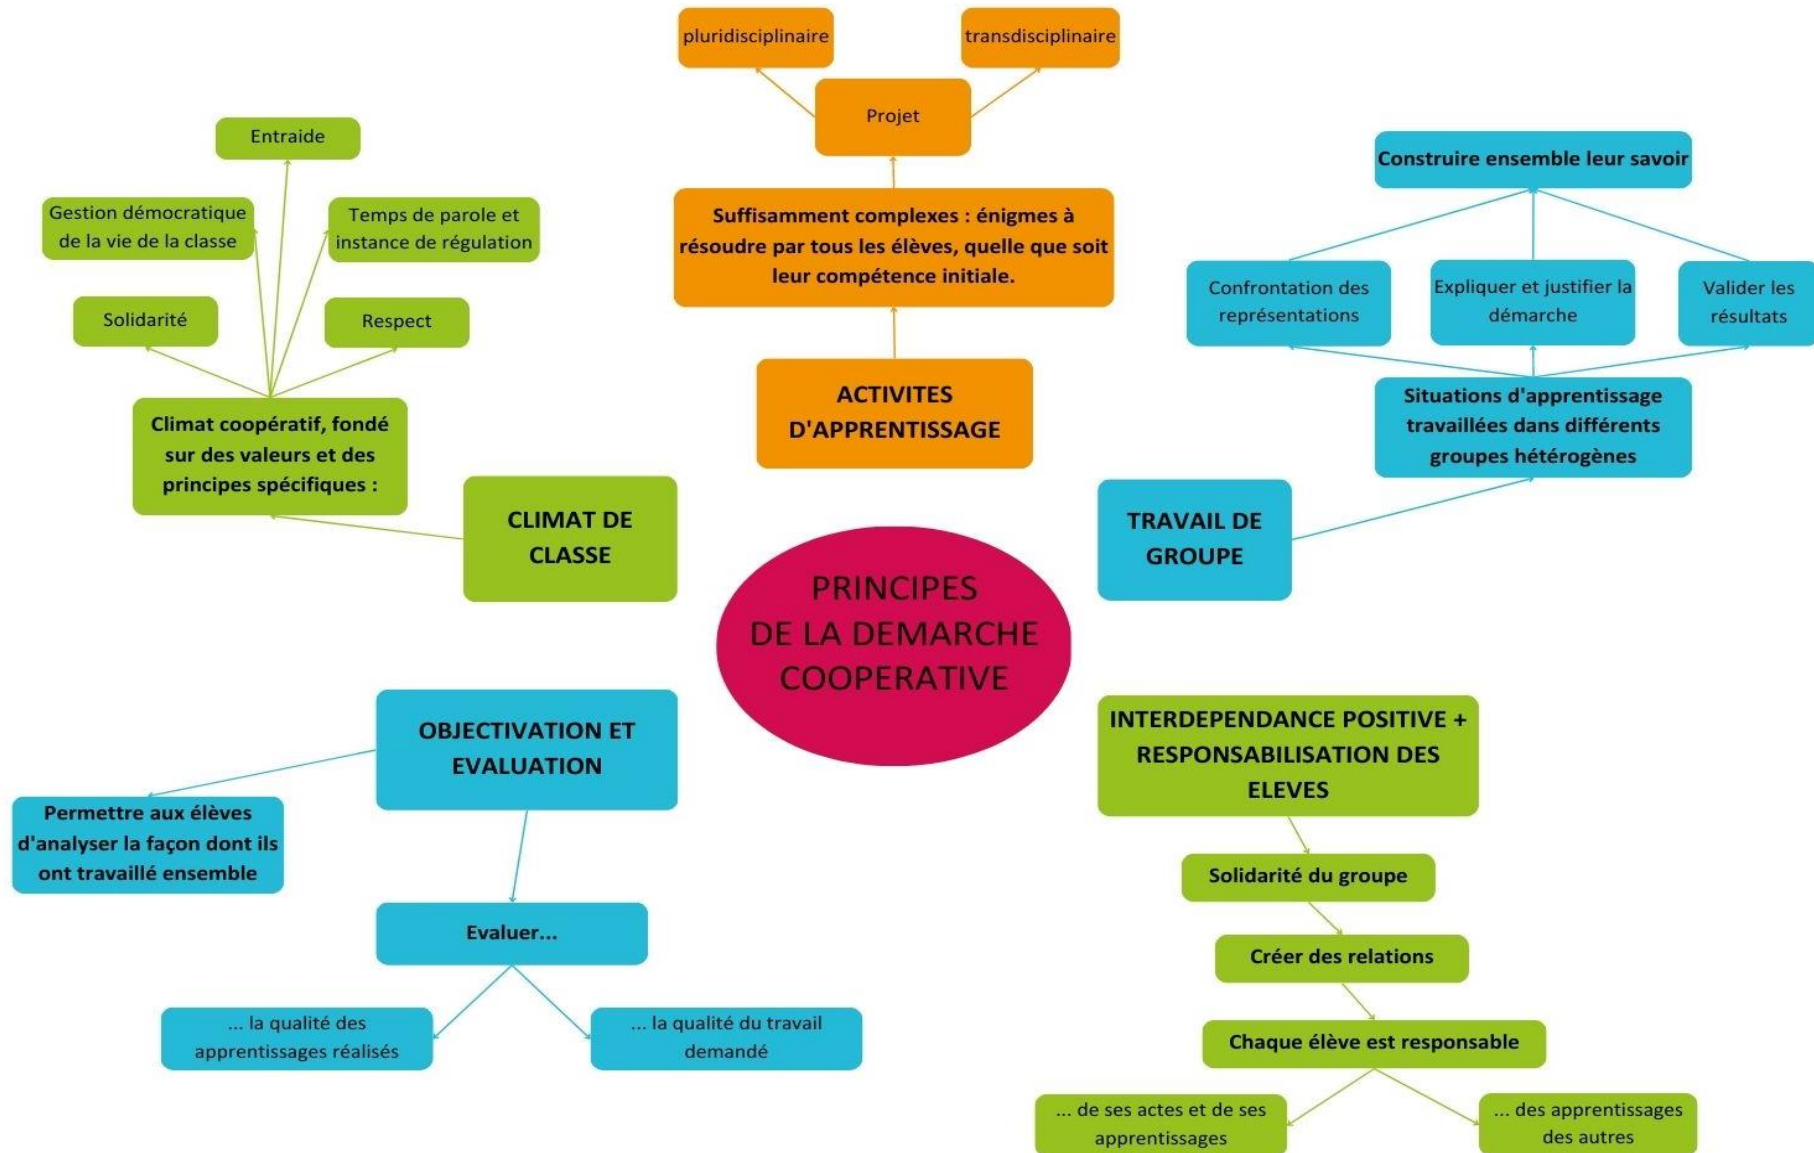 pluridisciplinaire
transdisciplinaire
Projet
Suffisamment complexes : énigmes à
résoudre par tous les élèves, quelle que soit
leur compétence initiale.
ACTIVITES
D'APPRENTISSAGE
Entraide
Gestion démocratique
de la vie de la classe
Temps de parole et
instance de régulation
Solidarité
Respect
Climat coopératif, fondé
sur des valeurs et des
principes spécifiques :
CLIMAT DE
CLASSE
Construire ensemble leur savoir
Confrontation des
représentations
Expliquer et justifier la
démarche
Valider les
résultats
Situations d'apprentissage
travaillées dans différents
groupes hétérogènes
TRAVAIL DE
GROUPE
PRINCIPES
DE LA DEMARCHE
COOPERATIVE
OBJECTIVATION ET
EVALUATION
Permettre aux élèves
d'analyser la façon dont ils
ont travaillé ensemble
Evaluer...
... la qualité des
apprentissages réalisés
... la qualité du travail
demandé
INTERDEPENDANCE POSITIVE +
RESPONSABILISATION DES
ELEVES
Solidarité du groupe
Créer des relations
Chaque élève est responsable
... de ses actes et de ses
apprentissages
... des apprentissages
des autres